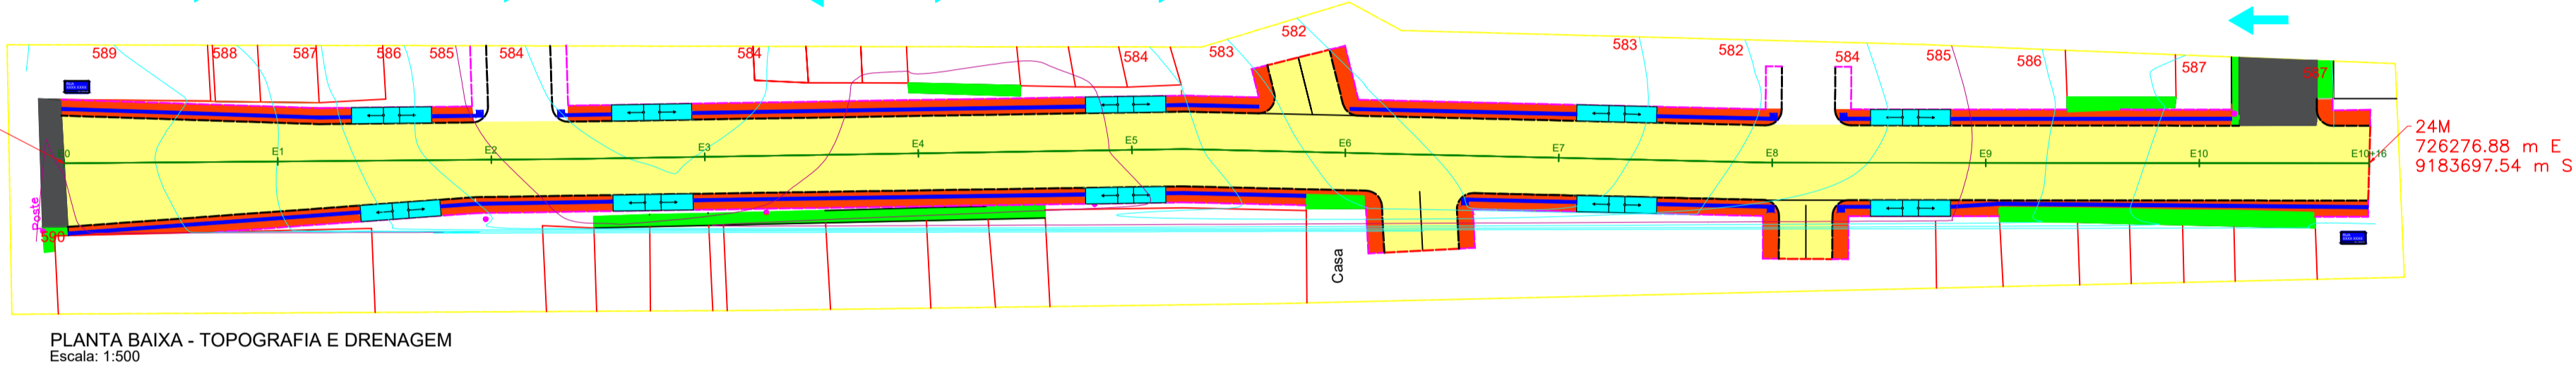 589 588 587 586 585 584 584 584 583 582 583 582 584 585 586 587 587
E0 E1 E2 E3 E4 E5 E6 E7 E8 E9 E10 E10+16
24M
726276.88 m E
9183697.54 m S
Poste
590
Casa
PLANTA BAIXA - TOPOGRAFIA E DRENAGEM
Escala: 1:500